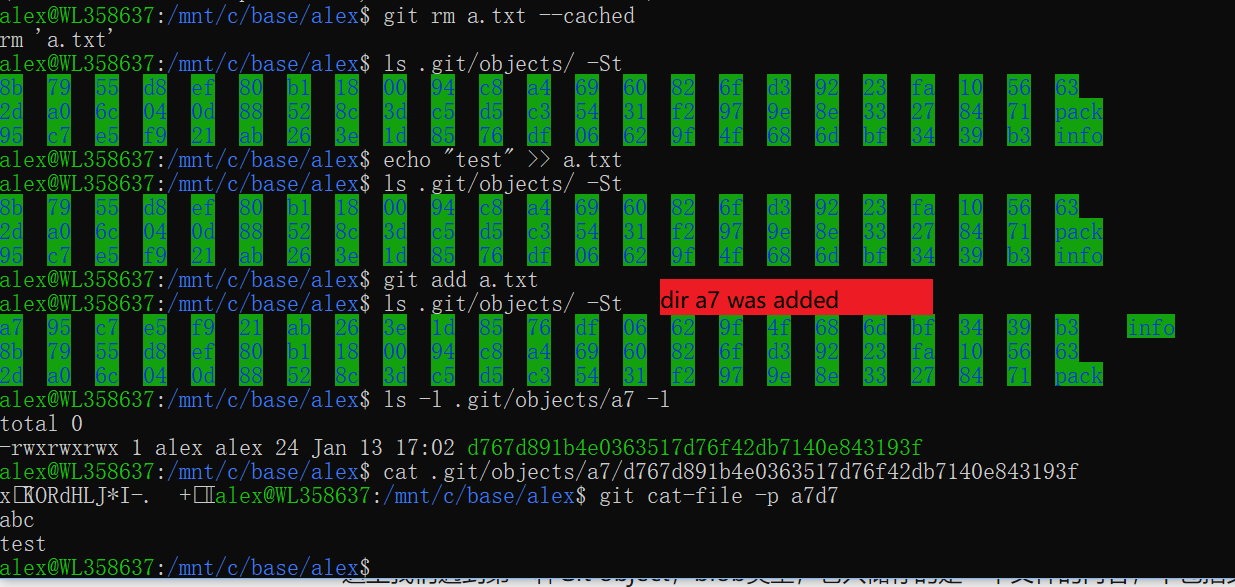 alex@WL358637:/mnt/c/base/alex$ git rm a.txt --cached
rm 'a.txt'
alex@WL358637:/mnt/c/base/alex$ ls .git/objects/ -St
8b 79 55 d8 ef 80 b1 18 00 94 c8 a4 69 60 82 6f d3 92 23 fa 10 56 63
2d a0 6c 04 0d 88 52 8c 3d c5 d5 c3 54 31 f2 97 9e 8e 33 27 84 71 pack
95 c7 e5 f9 21 ab 26 3e 1d 85 76 df 06 62 9f 4f 68 6d bf 34 39 b3 info
alex@WL358637:/mnt/c/base/alex$ echo "test" >> a.txt
alex@WL358637:/mnt/c/base/alex$ ls .git/objects/ -St
8b 79 55 d8 ef 80 b1 18 00 94 c8 a4 69 60 82 6f d3 92 23 fa 10 56 63
2d a0 6c 04 0d 88 52 8c 3d c5 d5 c3 54 31 f2 97 9e 8e 33 27 84 71 pack
95 c7 e5 f9 21 ab 26 3e 1d 85 76 df 06 62 9f 4f 68 6d bf 34 39 b3 info
alex@WL358637:/mnt/c/base/alex$ git add a.txt
alex@WL358637:/mnt/c/base/alex$ ls .git/objects/ -St
dir a7 was added
a7 95 c7 e5 f9 21 ab 26 3e 1d 85 76 df 06 62 9f 4f 68 6d bf 34 39 b3 info
8b 79 55 d8 ef 80 b1 18 00 94 c8 a4 69 60 82 6f d3 92 23 fa 10 56 63
2d a0 6c 04 0d 88 52 8c 3d c5 d5 c3 54 31 f2 97 9e 8e 33 27 84 71 pack
alex@WL358637:/mnt/c/base/alex$ ls -l .git/objects/a7 -l
total 0
-rwxrwxrwx 1 alex alex 24 Jan 13 17:02 d767d891b4e0363517d76f42db7140e843193f
alex@WL358637:/mnt/c/base/alex$ cat .git/objects/a7/d767d891b4e0363517d76f42db7140e843193f
alex@WL358637:/mnt/c/base/alex$ git cat-file -p a7d7
abc
test
alex@WL358637:/mnt/c/base/alex$